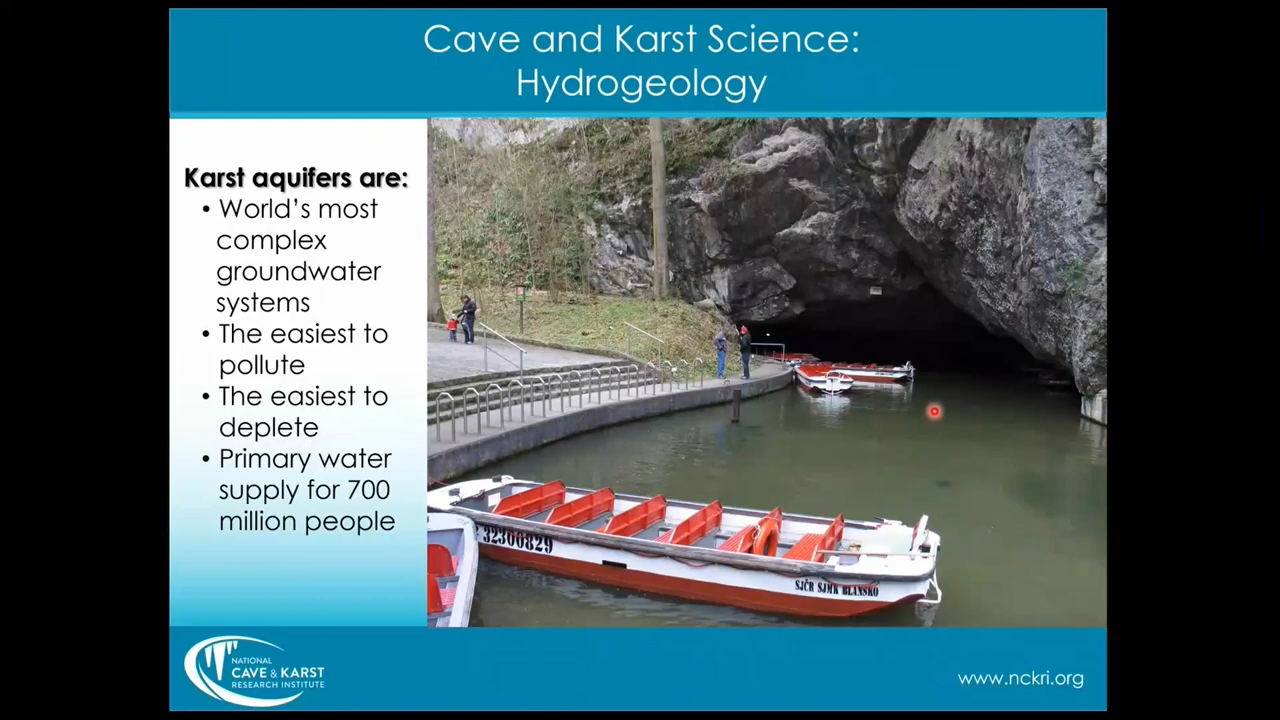 Cave and Karst Science:
Hydrogeology
Karst aquifers are:
• World's most
complex
groundwater
systems
• The easiest to
pollute
• The easiest to
deplete
• Primary water
supply for 700
million people
32300829
SJČR SJMK BLANSKO
NATIONAL
CAVE & KARST
RESEARCH INSTITUTE
www.nckri.org